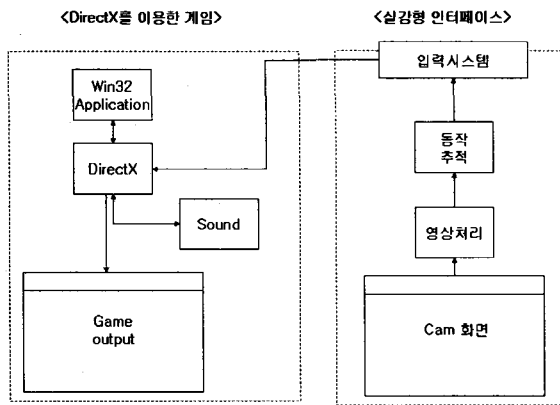 <DirectX를 이용한 게임>
Win32
Application
DirectX
Sound
Game
output
<실감형 인터페이스>
입력시스템
동작
추적
영상처리
Cam 화면